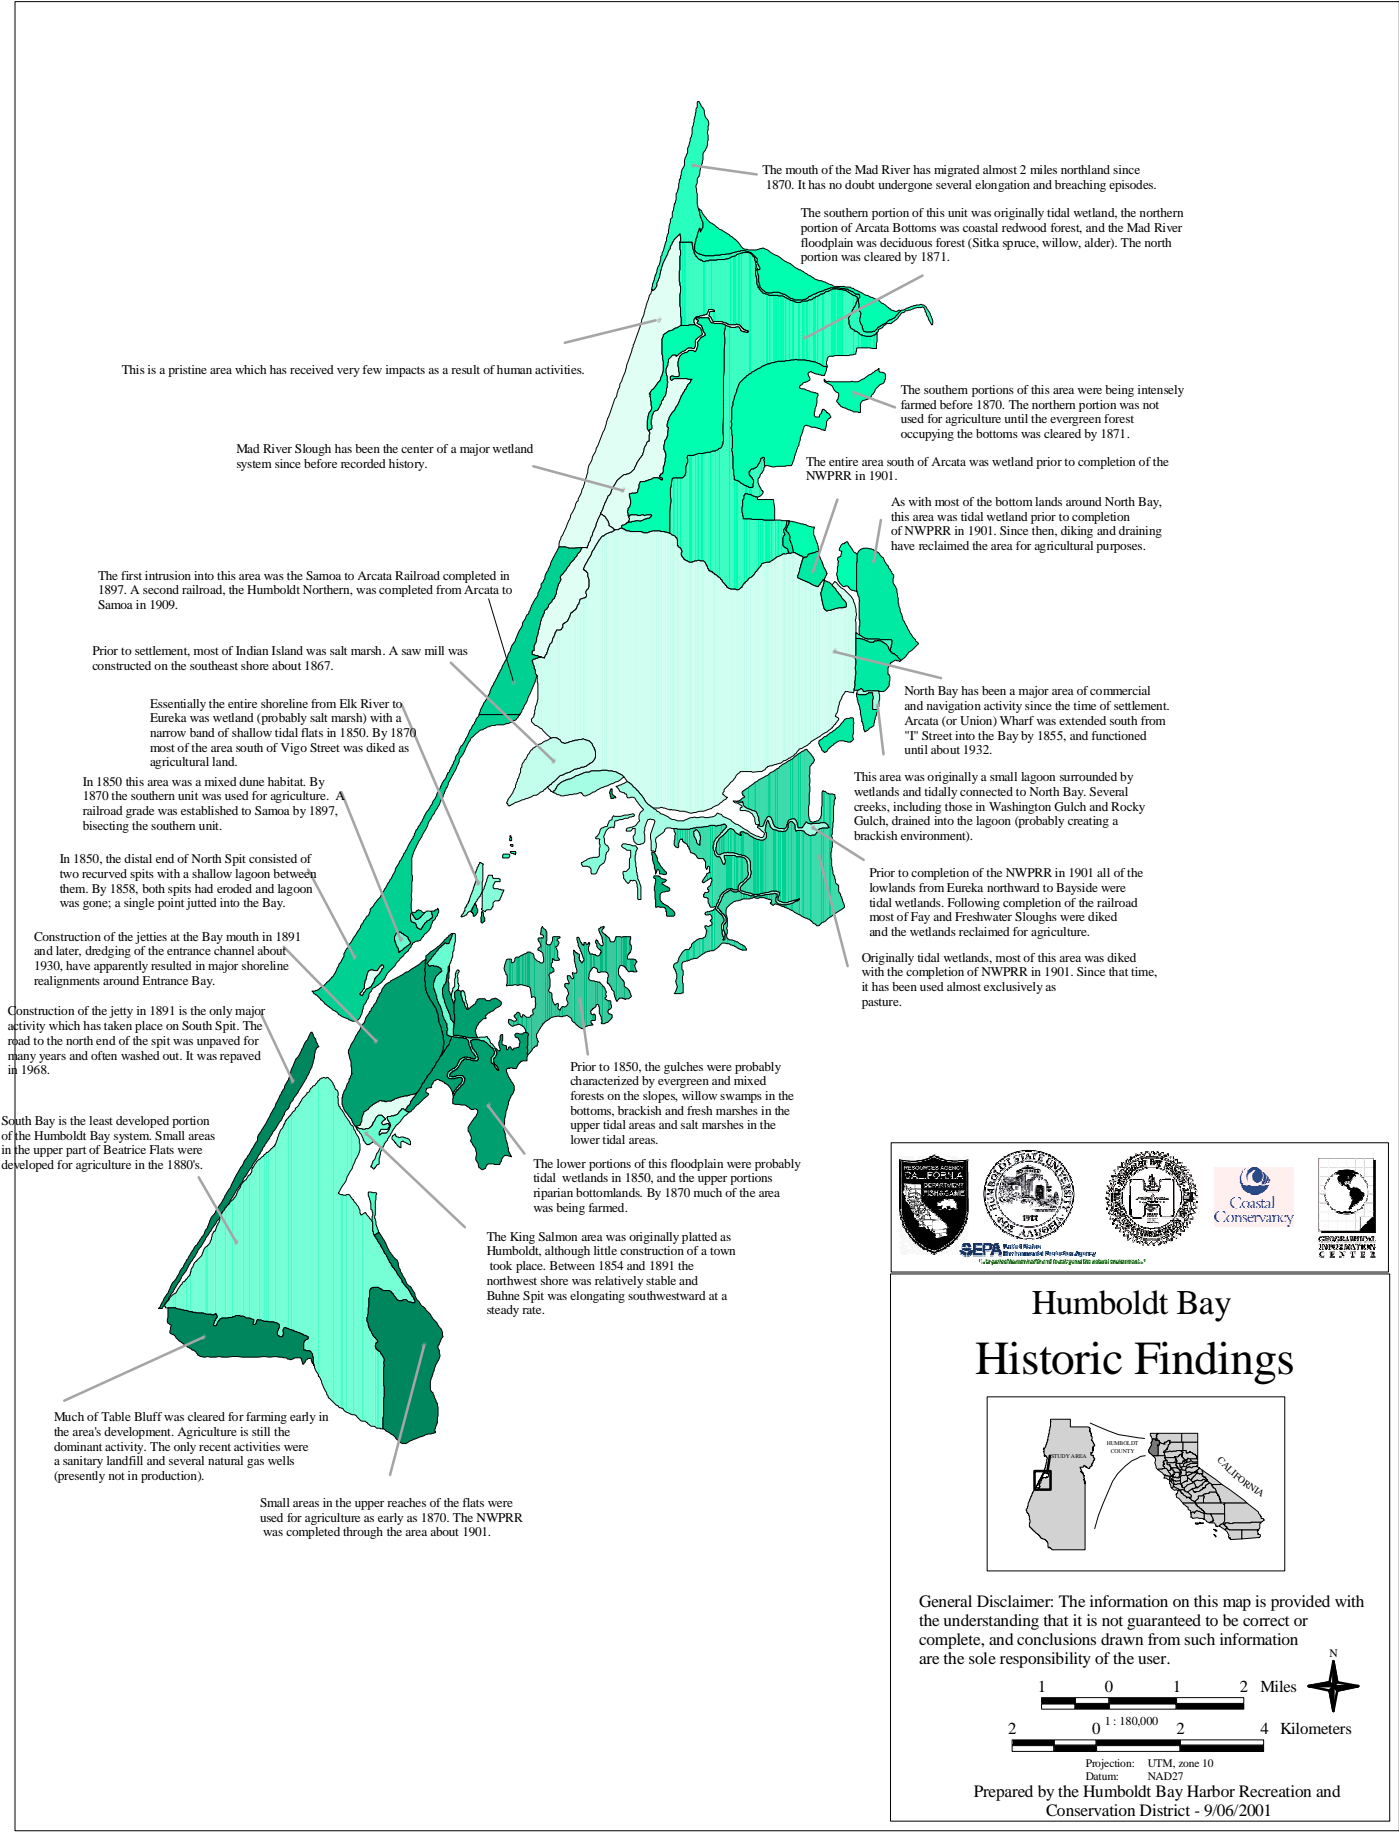 The mouth of the Mad River has migrated almost 2 miles northland since
1870. It has no doubt undergone several elongation and breaching episodes.
The southern portion of this unit was originally tidal wetland, the northern
portion of Arcata Bottoms was coastal redwood forest, and the Mad River
floodplain was deciduous forest (Sitka spruce, willow, alder). The north
portion was cleared by 1871.
This is a pristine area which has received very few impacts as a result of human activities.
The southern portions of this area were being intensely
farmed before 1870. The northern portion was not
used for agriculture until the evergreen forest
occupying the bottoms was cleared by 1871.
Mad River Slough has been the center of a major wetland
system since before recorded history.
The entire area south of Arcata was wetland prior to completion of the
NWPRR in 1901.
As with most of the bottom lands around North Bay,
this area was tidal wetland prior to completion
of NWPRR in 1901. Since then, diking and draining
have reclaimed the area for agricultural purposes.
The first intrusion into this area was the Samoa to Arcata Railroad completed in
1897. A second railroad, the Humboldt Northern, was completed from Arcata to
Samoa in 1909.
Prior to settlement, most of Indian Island was salt marsh. A saw mill was
constructed on the southeast shore about 1867.
Essentially the entire shoreline from Elk River to
Eureka was wetland (probably salt marsh) with a
narrow band of shallow tidal flats in 1850. By 1870
most of the area south of Vigo Street was diked as
agricultural land.
North Bay has been a major area of commercial
and navigation activity since the time of settlement.
Arcata (or Union) Wharf was extended south from
"I" Street into the Bay by 1855, and functioned
until about 1932.
In 1850 this area was a mixed dune habitat. By
1870 the southern unit was used for agriculture. A
railroad grade was established to Samoa by 1897,
bisecting the southern unit.
This area was originally a small lagoon surrounded by
wetlands and tidally connected to North Bay. Several
creeks, including those in Washington Gulch and Rocky
Gulch, drained into the lagoon (probably creating a
brackish environment).
In 1850, the distal end of North Spit consisted of
two recurved spits with a shallow lagoon between
them. By 1858, both spits had eroded and lagoon
was gone; a single point jutted into the Bay.
Prior to completion of the NWPRR in 1901 all of the
lowlands from Eureka northward to Bayside were
tidal wetlands. Following completion of the railroad
most of Fay and Freshwater Sloughs were diked
and the wetlands reclaimed for agriculture.
Construction of the jetties at the Bay mouth in 1891
and later, dredging of the entrance channel about
1930, have apparently resulted in major shoreline
realignments around Entrance Bay.
Originally tidal wetlands, most of this area was diked
with the completion of NWPRR in 1901. Since that time,
it has been used almost exclusively as
pasture.
Construction of the jetty in 1891 is the only major
activity which has taken place on South Spit. The
road to the north end of the spit was unpaved for
many years and often washed out. It was repaved
in 1968.
Prior to 1850, the gulches were probably
characterized by evergreen and mixed
forests on the slopes, willow swamps in the
bottoms, brackish and fresh marshes in the
upper tidal areas and salt marshes in the
lower tidal areas.
South Bay is the least developed portion
of the Humboldt Bay system. Small areas
in the upper part of Beatrice Flats were
developed for agriculture in the 1880's.
The lower portions of this floodplain were probably
tidal wetlands in 1850, and the upper portions
riparian bottomlands. By 1870 much of the area
was being farmed.
The King Salmon area was originally platted as
Humboldt, although little construction of a town
took place. Between 1854 and 1891 the
northwest shore was relatively stable and
Buhne Spit was elongating southwestward at a
steady rate.
Much of Table Bluff was cleared for farming early in
the area's development. Agriculture is still the
dominant activity. The only recent activities were
a sanitary landfill and several natural gas wells
(presently not in production).
Small areas in the upper reaches of the flats were
used for agriculture as early as 1870. The NWPRR
was completed through the area about 1901.
RESOURCES AGENCY
CALIFORNIA
DEPARTMENT
FISH&GAME
HUMBOLDT STATE UNIVERSITY
1913
EPA
Coastal
Conservancy
GEOGRAPHICAL
INFORMATION
CENTER
Humboldt Bay
Historic Findings
STUDY AREA
HUMBOLDT
COUNTY
CALIFORNIA
General Disclaimer: The information on this map is provided with
the understanding that it is not guaranteed to be correct or
complete, and conclusions drawn from such information
are the sole responsibility of the user.
N
1 0 1 2 Miles
1 : 180,000
2 0 2 4 Kilometers
Projection: UTM, zone 10
Datum: NAD27
Prepared by the Humboldt Bay Harbor Recreation and
Conservation District - 9/06/2001